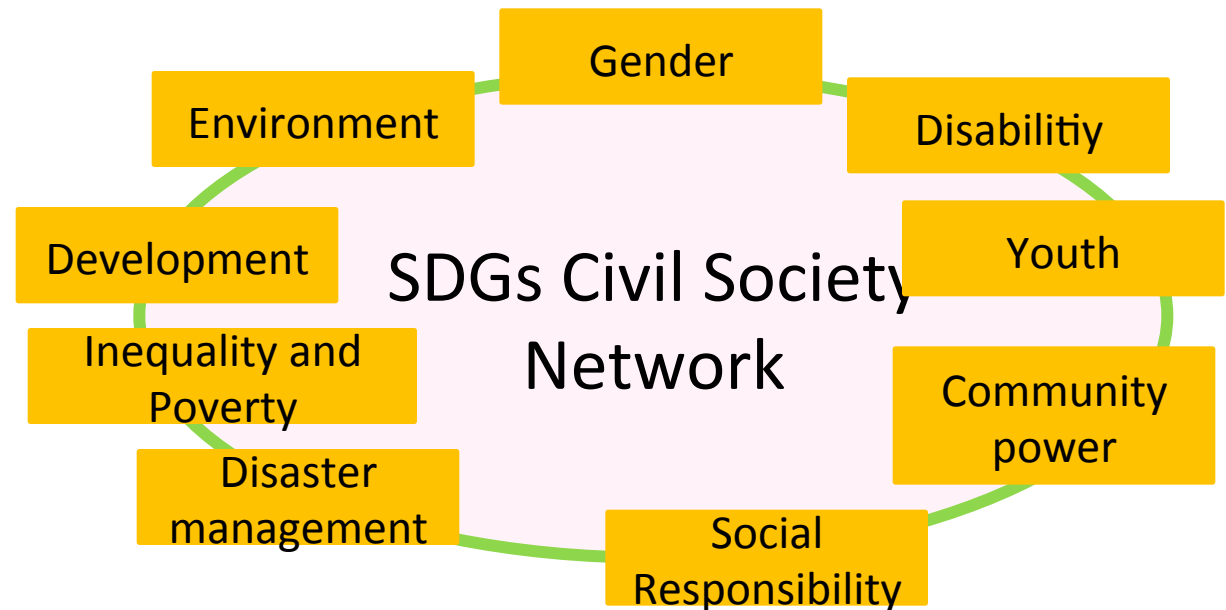 Gender
Environment
Disabilitiy
Development
Youth
SDGs Civil Society
Network
Inequality and
Poverty
Community
power
Disaster
management
Social
Responsibility